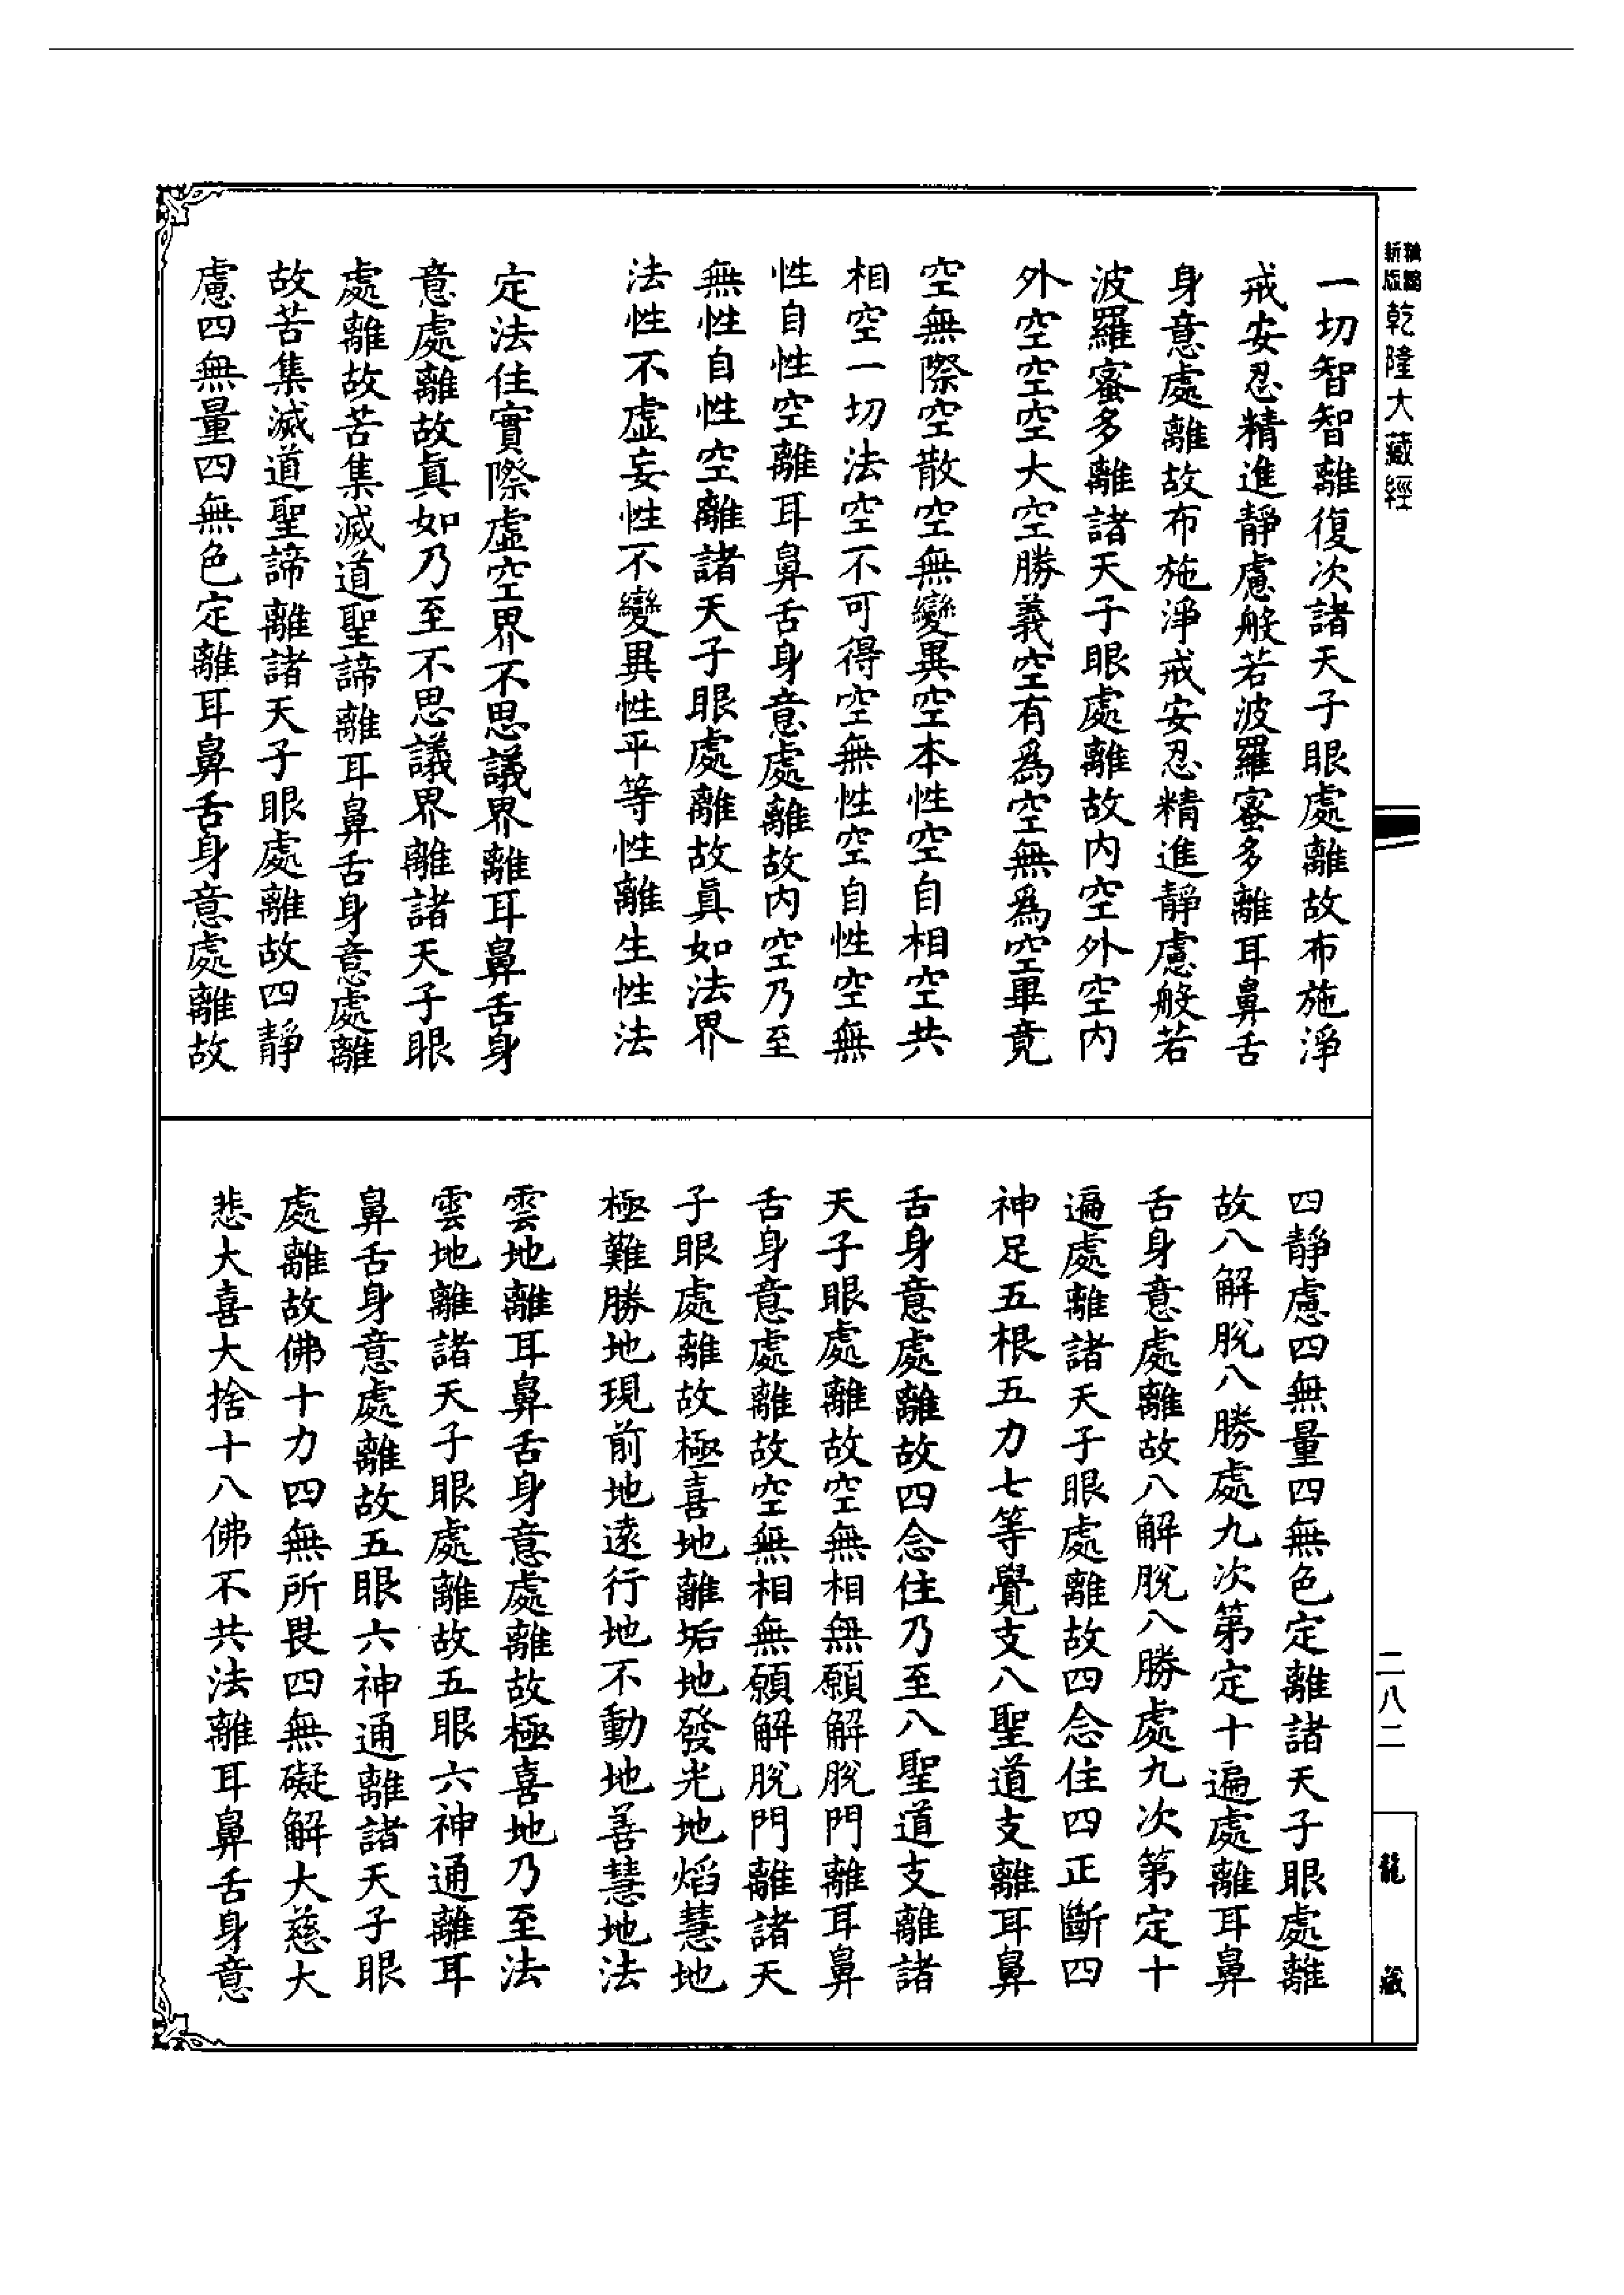 新版
乾隆大藏經
一切智智離復次諸天子眼處離故布施淨
戒安忍精進靜慮般若波羅蜜多離耳鼻舌
身意處離故布施淨戒安忍精進靜慮般若
波羅蜜多離諸天子眼處離故內空外空內
外空空空大空勝義空有爲空無爲空畢竟
空無際空散空無變異空本性空自相空共
相空一切法空不可得空無性空自性空無
性自性空離耳鼻舌身意處離故內空乃至
無性自性空離諸天子眼處離故眞如法界
法性不虛妄性不變異性平等性離生性法
定法住實際虛空界不思議界離耳鼻舌身
意處離故眞如乃至不思議界離諸天子眼
處離故苦集滅道聖諦離耳鼻舌身意處離
故苦集滅道聖諦離諸天子眼處離故四靜
慮四無量四無色定離耳鼻舌身意處離故
四靜慮四無量四無色定離諸天子眼處離
故八解脫八勝處九次第定十遍處離耳鼻
舌身意處離故八解脫八勝處九次第定十
遍處離諸天子眼處離故四念住四正斷四
神足五根五力七等覺支八聖道支離耳鼻
舌身意處離故四念住乃至八聖道支離諸
天子眼處離故空無相無願解脫門離耳鼻
舌身意處離故空無相無願解脫門離諸天
子眼處離故極喜地離垢地發光地焰慧地
極難勝地現前地遠行地不動地善慧地法
雲地離耳鼻舌身意處離故極喜地乃至法
雲地離諸天子眼處離故五眼六神通離耳
鼻舌身意處離故五眼六神通離諸天子眼
處離故佛十力四無所畏四無礙解大慈大
悲大喜大捨十八佛不共法離耳鼻舌身意
二八二
龍藏